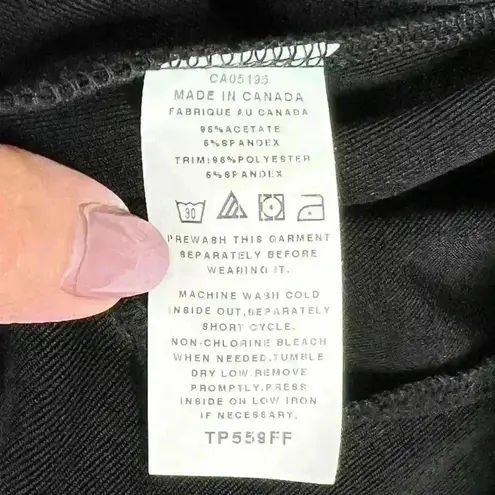 CA05195
MADE IN CANADA
FABRIQUE AU CANADA
95%ACETATE
5%SPANDEX
TRIM:95%POLYESTER
5%SPANDEX
30
PREWASH THIS GARMENT
SEPARATELY BEFORE
WEARING IT.
MACHINE WASH COLD
INSIDE OUT,SEPARATELY
SHORT CYCLE.
NON-CHLORINE BLEACH
WHEN NEEDED,TUMBLE
DRY LOW.REMOVE
PROMPTLY.PRESS
INSIDE ON LOW IRON
IF NECESSARY.
TP559FF